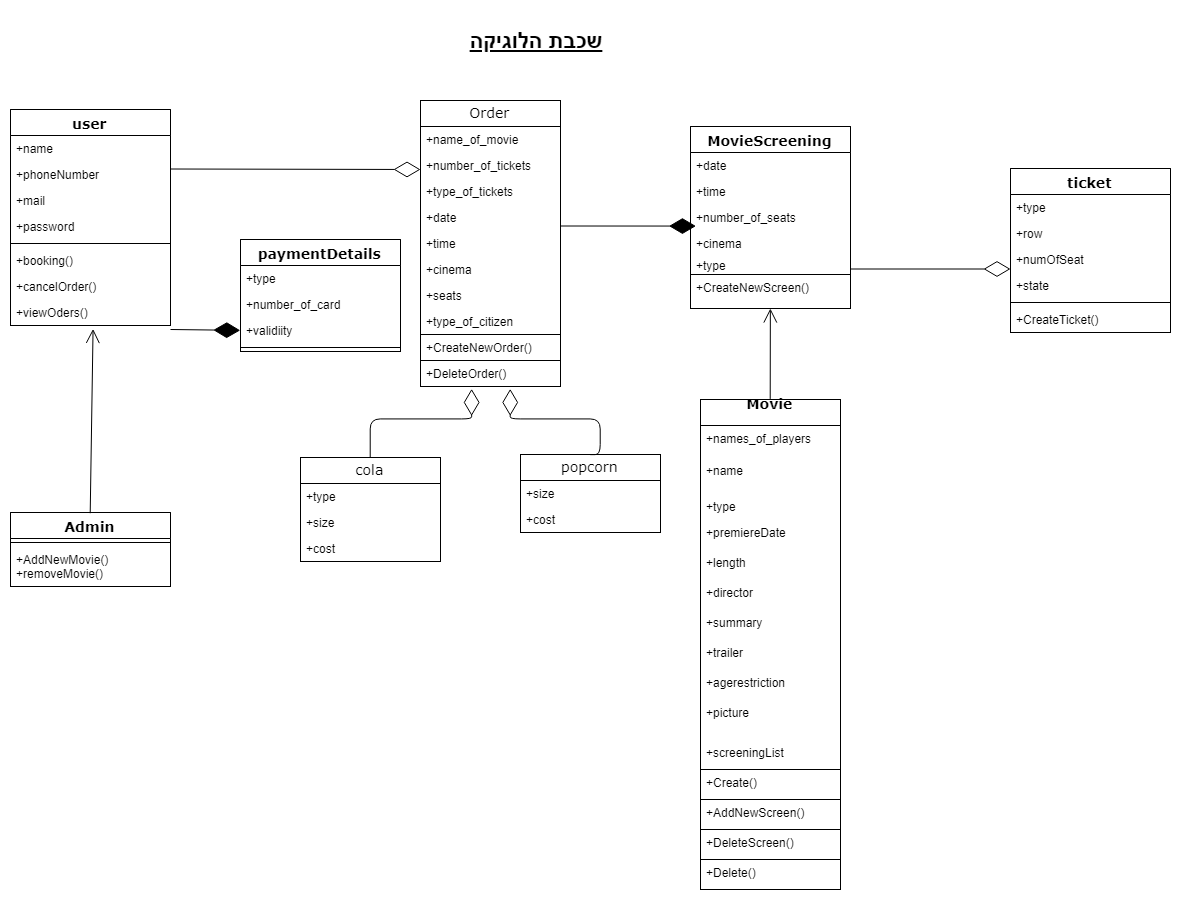 שכבת הלוגיקה
user
+name
+phoneNumber
+mail
+password
+booking()
+cancelOrder()
+viewOders()
paymentDetails
+type
+number_of_card
+validiity
Order
+name_of_movie
+number_of_tickets
+type_of_tickets
+date
+time
+cinema
+seats
+type_of_citizen
+CreateNewOrder()
+DeleteOrder()
MovieScreening
+date
+time
+number_of_seats
+cinema
+type
+CreateNewScreen()
ticket
+type
+row
+numOfSeat
+state
+CreateTicket()
Admin
+AddNewMovie()
+removeMovie()
cola
+type
+size
+cost
popcorn
+size
+cost
Movie
+names_of_players
+name
+type
+premiereDate
+length
+director
+summary
+trailer
+agerestriction
+picture
+screeningList
+Create()
+AddNewScreen()
+DeleteScreen()
+Delete()